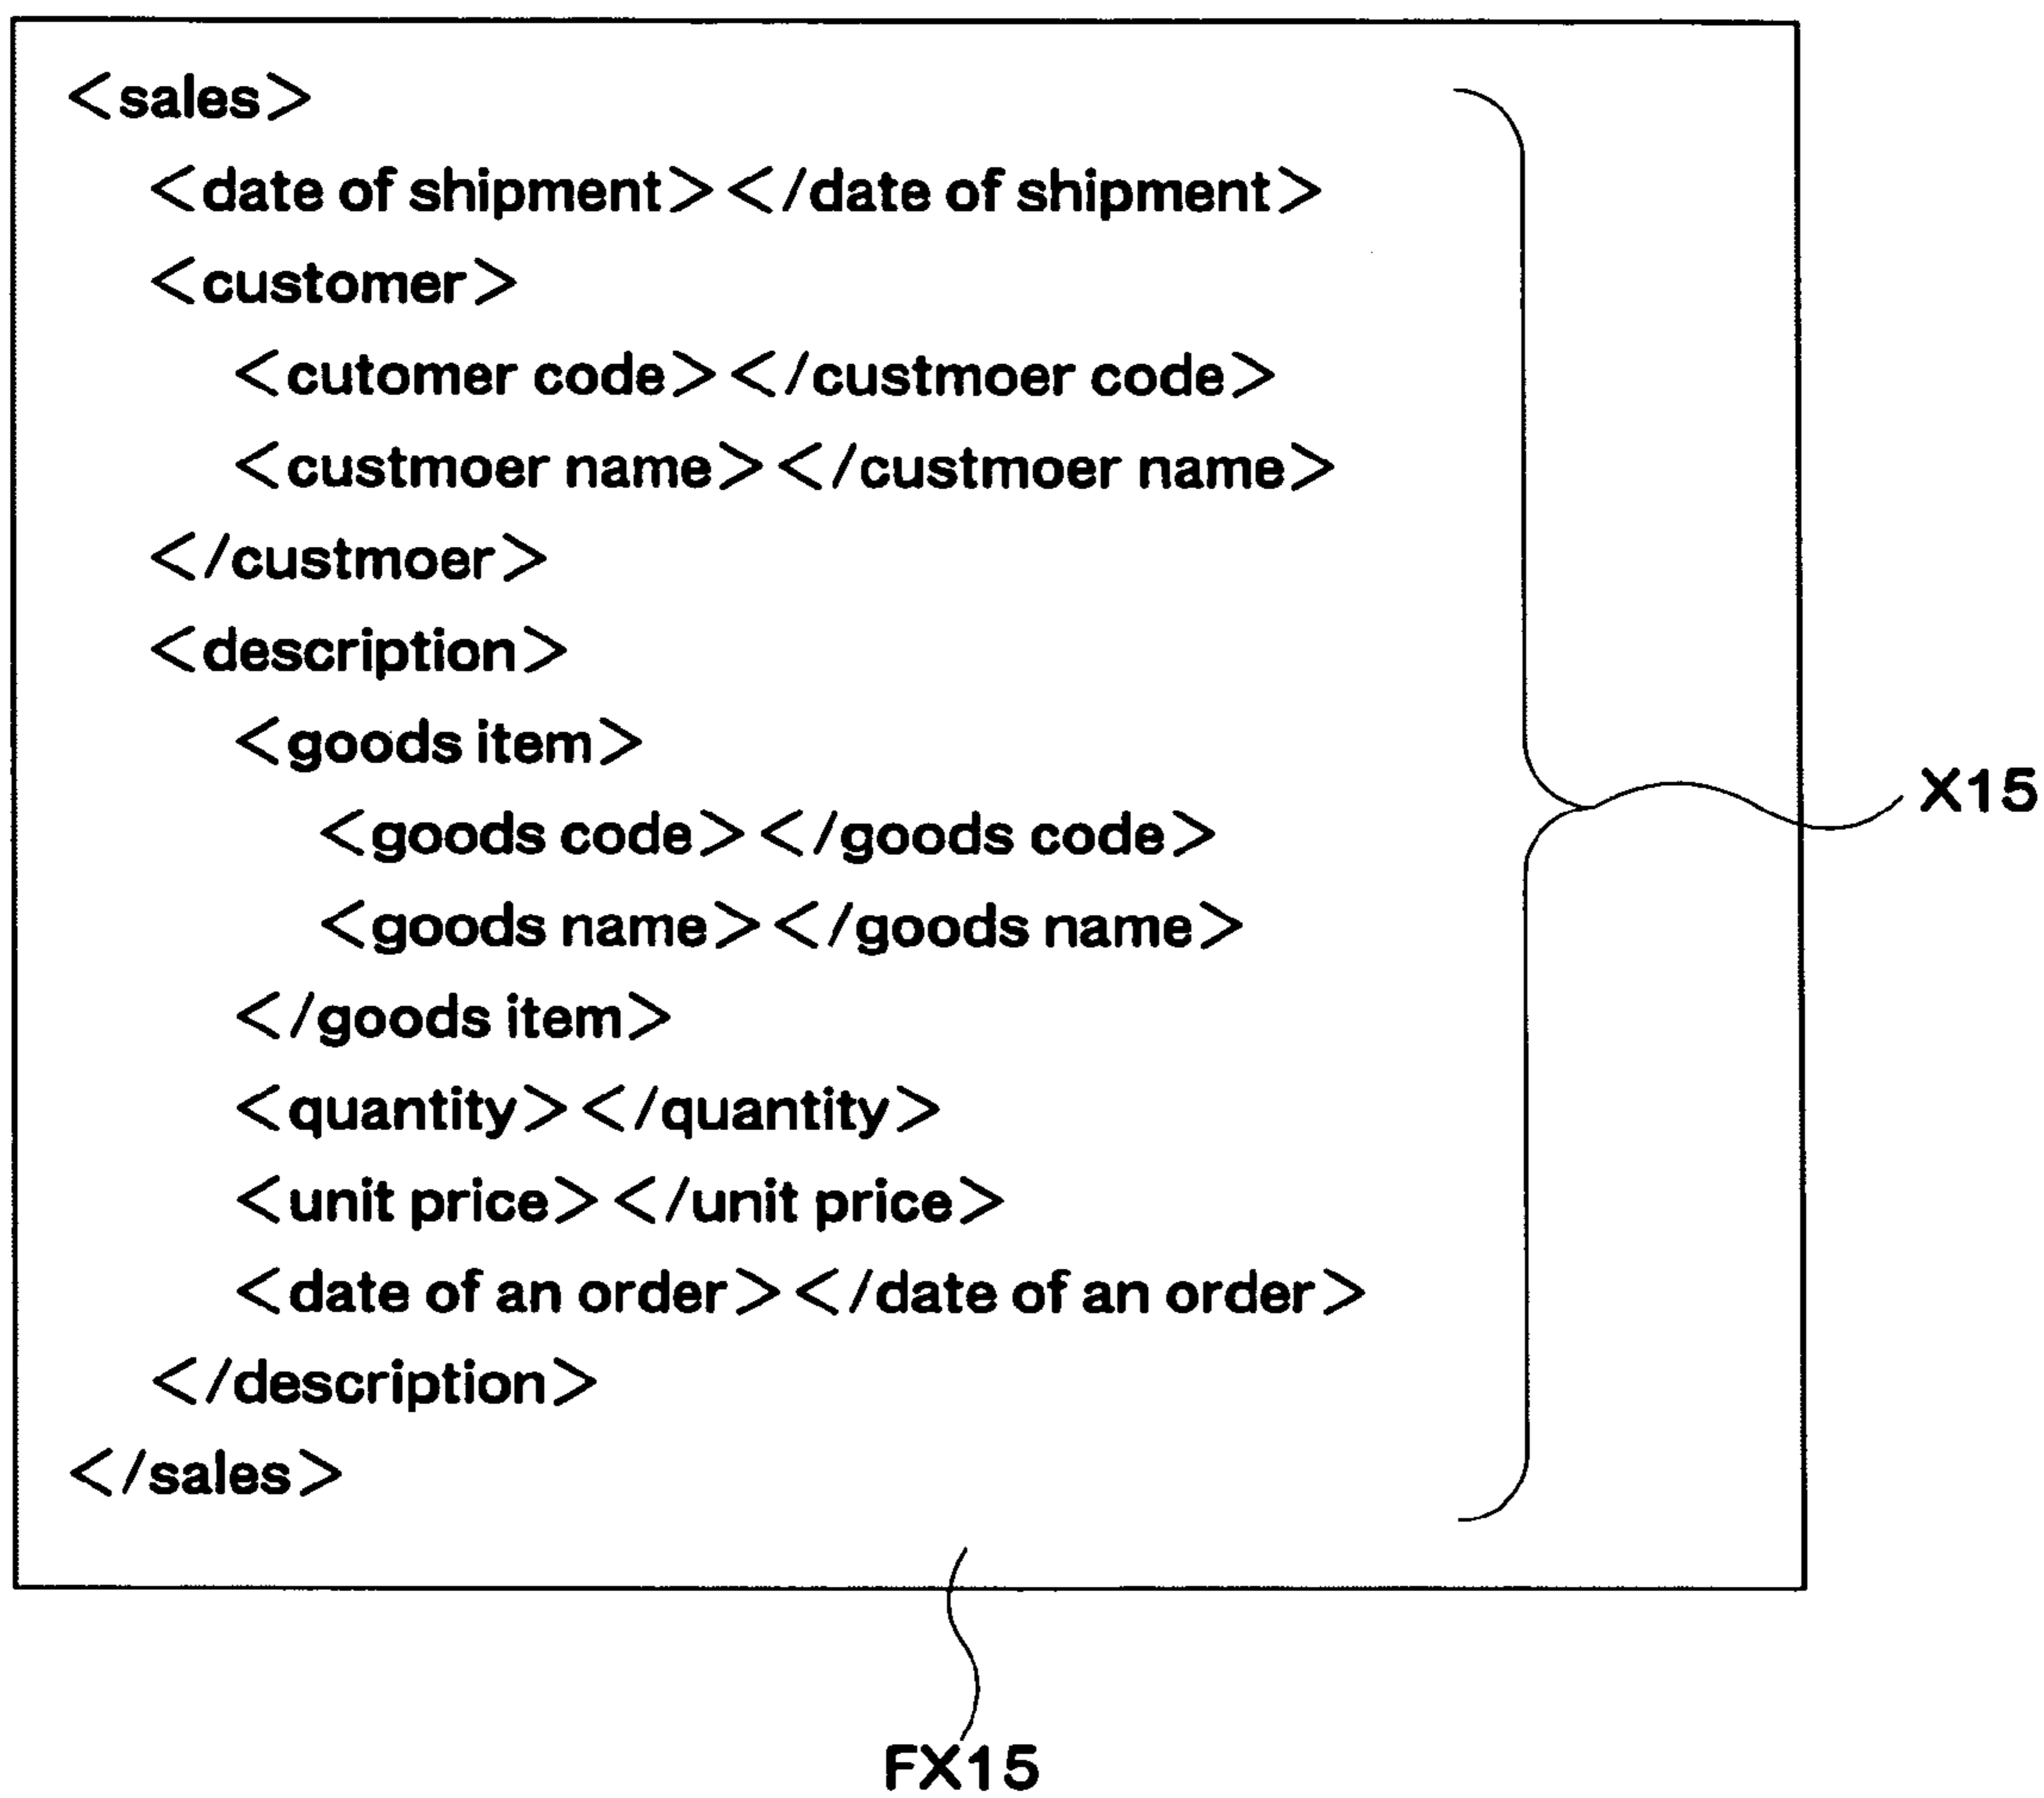 <sales>
<date of shipment></date of shipment>
<customer>
<cutomer code></custmoer code>
<custmoer name></custmoer name>
</custmoer>
<description>
<goods item>
<goods code></goods code>
<goods name></goods name>
</goods item>
<quantity></quantity>
<unit price></unit price>
<date of an order></date of an order>
</description>
</sales>
X15
FX15